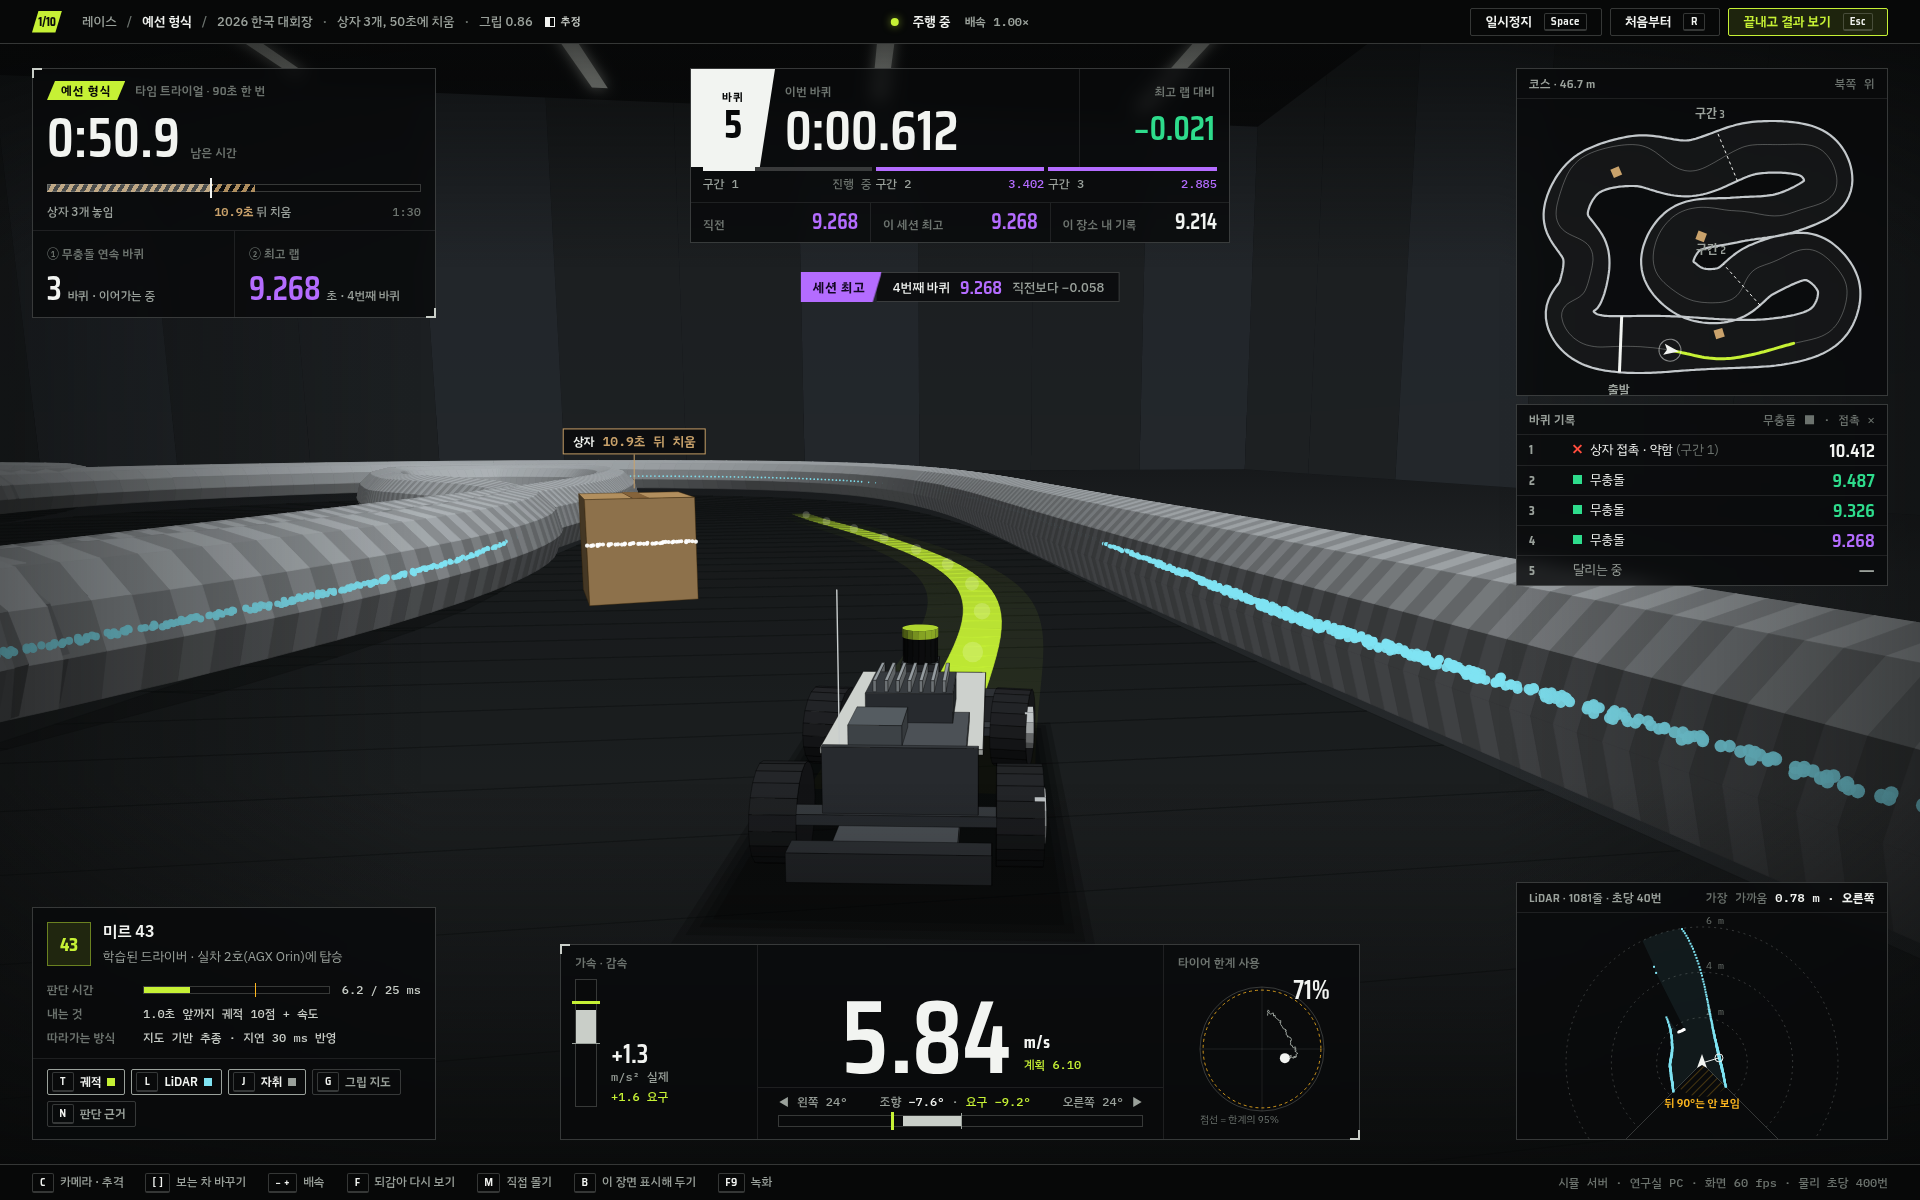 1/10 레이스 / 예선 형식 / 2026 한국 대회장 · 상자 3개, 50초에 치움 · 그립 0.86 추정
주행 중 배속 1.00×
일시정지 Space 처음부터 R 끝내고 결과 보기 Esc
예선 형식 타임 트라이얼 · 90초 한 번
0:50.9 남은 시간
상자 3개 놓임 10.9초 뒤 치움 1:30
① 무충돌 연속 바퀴 ② 최고 랩
3 바퀴 · 이어가는 중 9.268 초 · 4번째 바퀴
바퀴 5
이번 바퀴 최고 랩 대비
0:00.612 −0.021
구간 1 진행 중 구간 2 3.402 구간 3 2.885
직전 9.268 이 세션 최고 9.268 이 장소 내 기록 9.214
세션 최고 4번째 바퀴 9.268 직전보다 −0.058
코스 · 46.7 m 북쪽 위
구간 3
구간 2
출발
바퀴 기록 무충돌 ■ · 접촉 ×
1 × 상자 접촉 · 약함 (구간 1) 10.412
2 무충돌 9.487
3 무충돌 9.326
4 무충돌 9.268
5 달리는 중 —
상자 10.9초 뒤 치움
43 미르 43
학습된 드라이버 · 실차 2호(AGX Orin)에 탑승
판단 시간 6.2 / 25 ms
내는 것 1.0초 앞까지 궤적 10점 + 속도
따라가는 방식 지도 기반 추종 · 지연 30 ms 반영
T 궤적 L LiDAR J 자취 G 그립 지도
N 판단 근거
가속 · 감속
+1.3
m/s² 실제
+1.6 요구
5.84 m/s
계획 6.10
◀ 왼쪽 24° 조향 −7.6° · 요구 −9.2° 오른쪽 24° ▶
타이어 한계 사용
71%
점선 = 한계의 95%
LiDAR · 1081줄 · 초당 40번 가장 가까움 0.78 m · 오른쪽
6 m
4 m
m
뒤 90°는 안 보임
C 카메라 · 추격 [ ] 보는 차 바꾸기 − + 배속 F 되감아 다시 보기 M 직접 몰기 B 이 장면 표시해 두기 F9 녹화
시뮬 서버 · 연구실 PC · 화면 60 fps · 물리 초당 400번